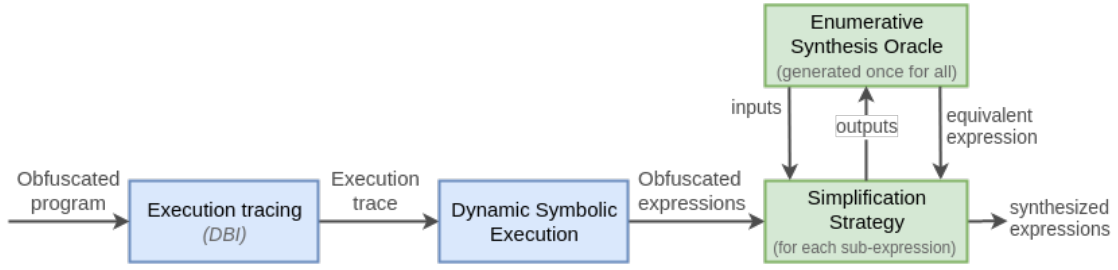 Enumerative
Synthesis Oracle
(generated once for all)
inputs
outputs
equivalent
expression
Obfuscated
program
Execution tracing
(DBI)
Execution
trace
Dynamic Symbolic
Execution
Obfuscated
expressions
Simplification
Strategy
(for each sub-expression)
synthesized
expressions